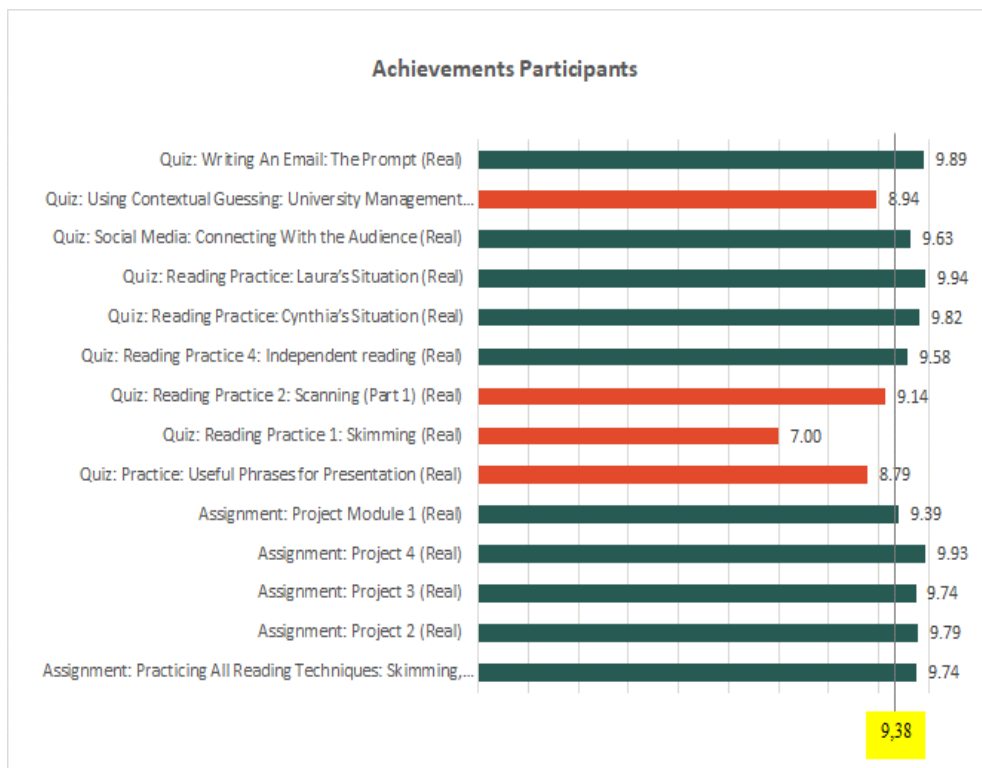 Achievements Participants
Quiz: Writing An Email: The Prompt (Real) 9.89
Quiz: Using Contextual Guessing: University Management... 8.94
Quiz: Social Media: Connecting With the Audience (Real) 9.63
Quiz: Reading Practice: Laura’s Situation (Real) 9.94
Quiz: Reading Practice: Cynthia’s Situation (Real) 9.82
Quiz: Reading Practice 4: Independent reading (Real) 9.58
Quiz: Reading Practice 2: Scanning (Part 1) (Real) 9.14
Quiz: Reading Practice 1: Skimming (Real) 7.00
Quiz: Practice: Useful Phrases for Presentation (Real) 8.79
Assignment: Project Module 1 (Real) 9.39
Assignment: Project 4 (Real) 9.93
Assignment: Project 3 (Real) 9.74
Assignment: Project 2 (Real) 9.79
Assignment: Practicing All Reading Techniques: Skimming,... 9.74
9,38